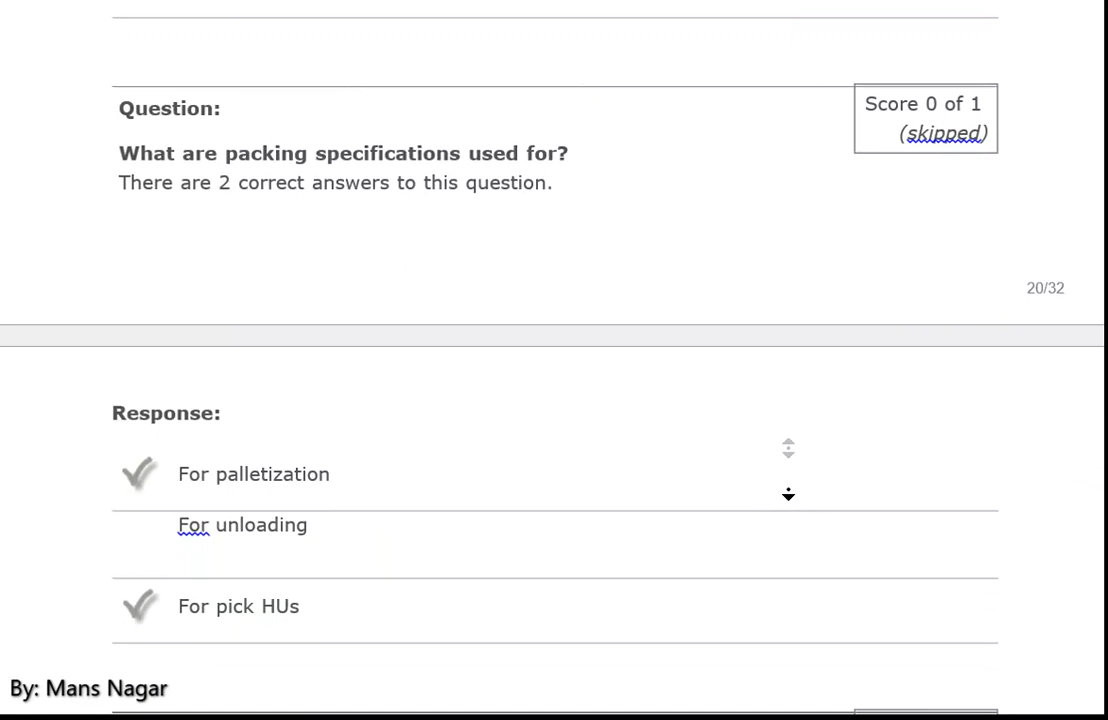 Question:
Score 0 of 1
(skipped)
What are packing specifications used for?
There are 2 correct answers to this question.
20/32
Response:
For palletization
For unloading
For pick HUs
By: Mans Nagar